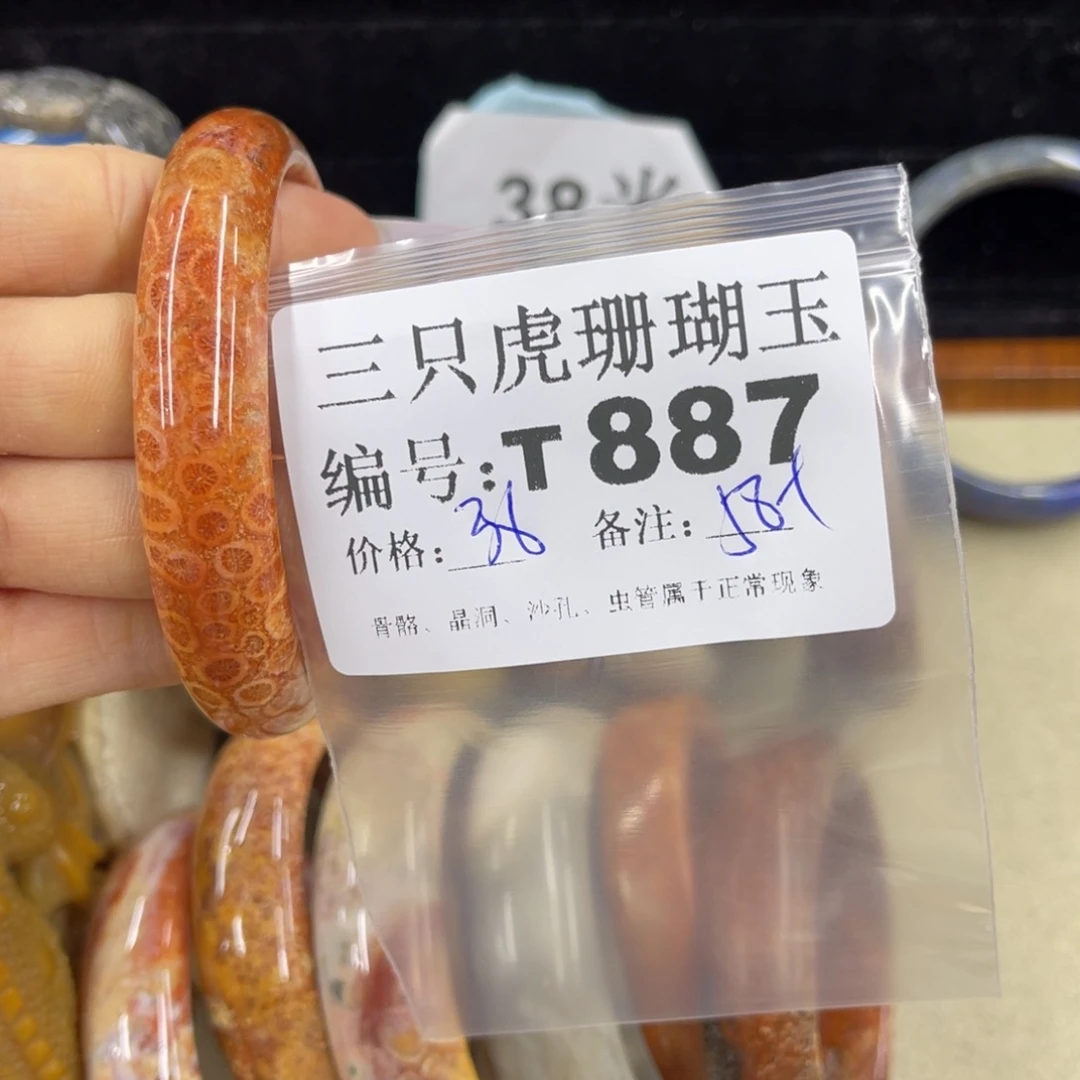 38
三只虎珊瑚玉
编号:T887
价格: 38 备注:
骨骼、晶洞、沙孔、虫管属于正常现象